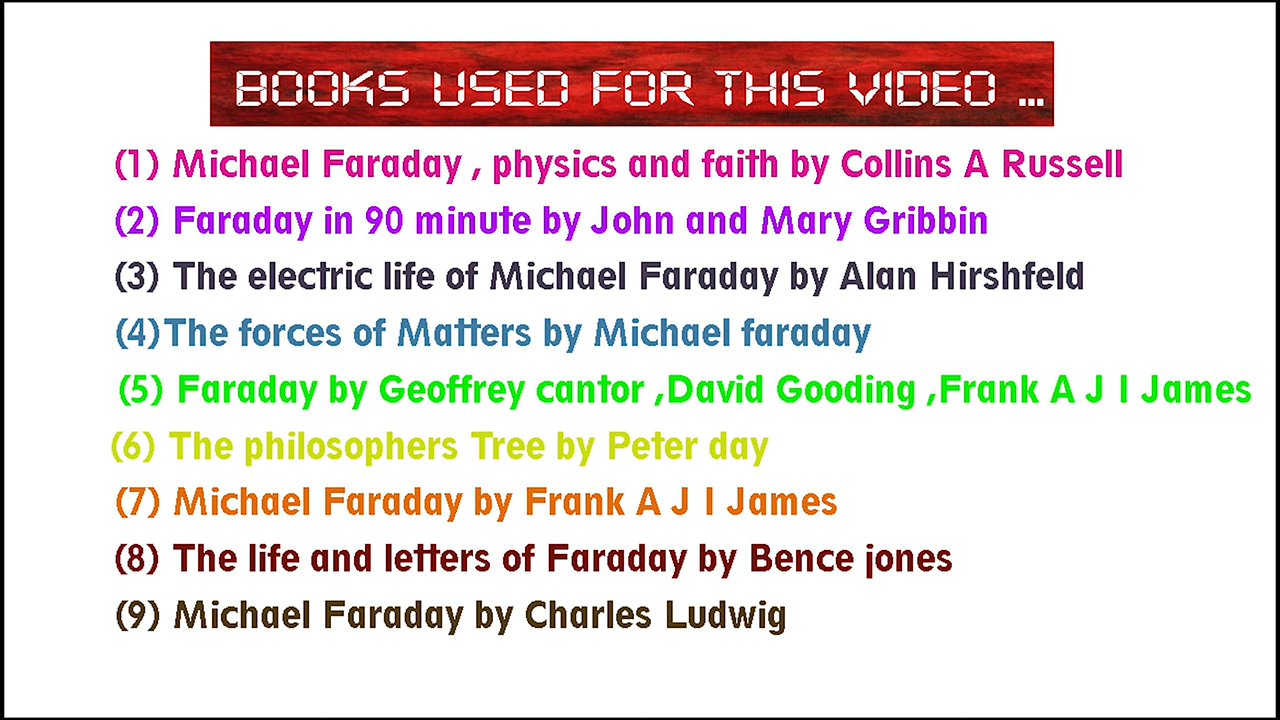 BOOKS USED FOR THIS VIDEO ...
(1) Michael Faraday , physics and faith by Collins A Russell
(2) Faraday in 90 minute by John and Mary Gribbin
(3) The electric life of Michael Faraday by Alan Hirshfeld
(4)The forces of Matters by Michael faraday
(5) Faraday by Geoffrey cantor ,David Gooding ,Frank A J I James
(6) The philosophers Tree by Peter day
(7) Michael Faraday by Frank A J I James
(8) The life and letters of Faraday by Bence jones
(9) Michael Faraday by Charles Ludwig